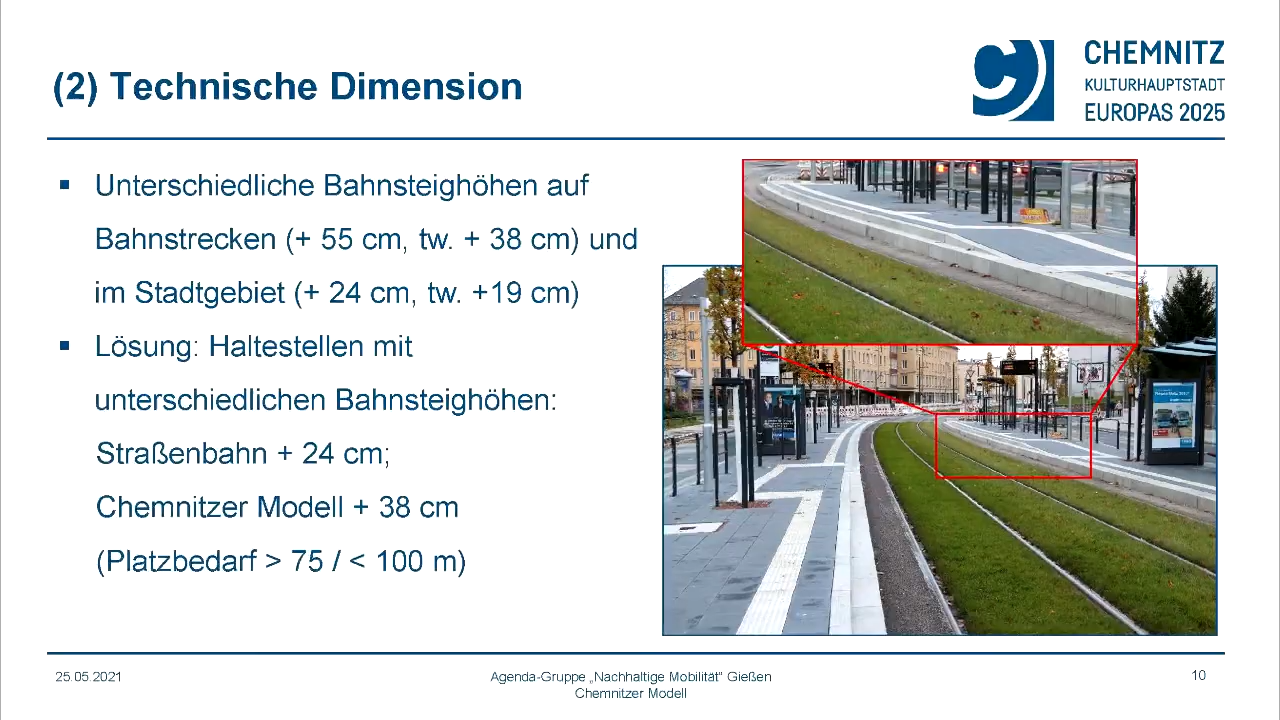 (2) Technische Dimension
CHEMNITZ
KULTURHAUPTSTADT
EUROPAS 2025
▪ Unterschiedliche Bahnsteighöhen auf
Bahnstrecken (+ 55 cm, tw. + 38 cm) und
im Stadtgebiet (+ 24 cm, tw. +19 cm)
▪ Lösung: Haltestellen mit
unterschiedlichen Bahnsteighöhen:
Straßenbahn + 24 cm;
Chemnitzer Modell + 38 cm
(Platzbedarf > 75 / < 100 m)
25.05.2021
Agenda-Gruppe „Nachhaltige Mobilität“ Gießen
Chemnitzer Modell
10